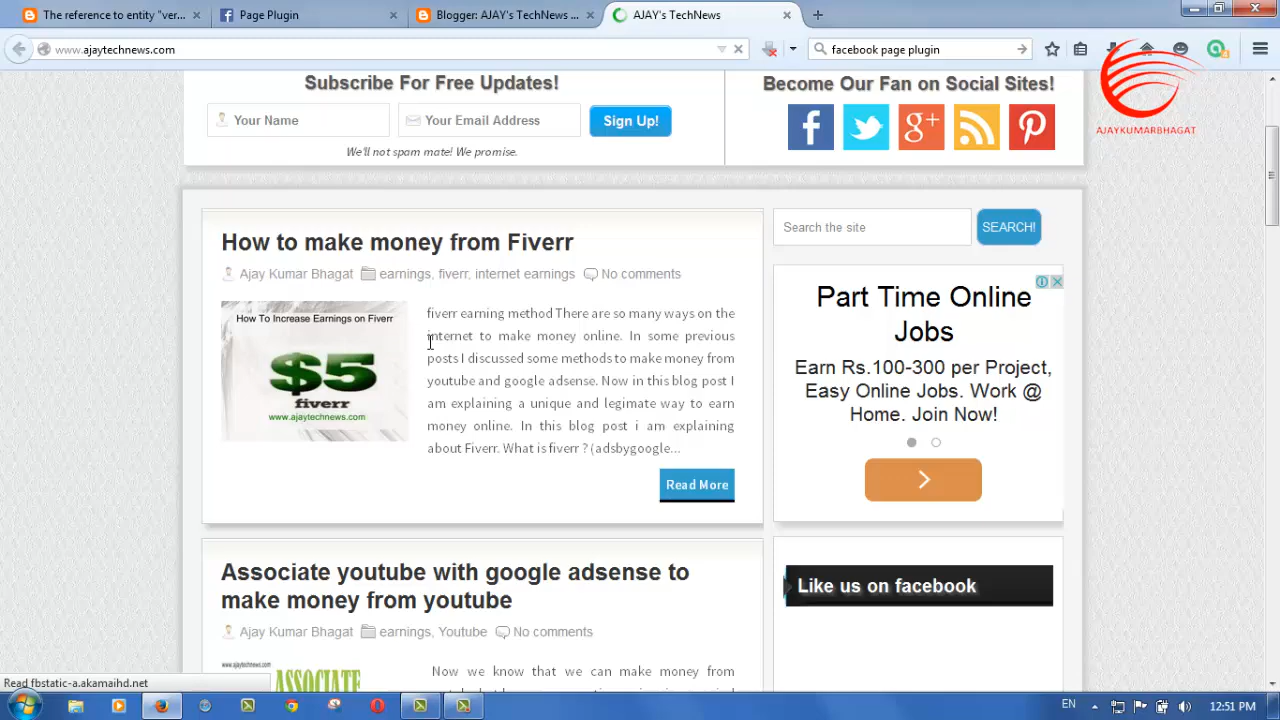 The reference to entity "ver...
Page Plugin
Blogger: AJAY's TechNews ...
AJAY's TechNews
www.ajaytechnews.com
facebook page plugin
AJAYKUMARBHAGAT
Subscribe For Free Updates!
Your Name
Your Email Address
Sign Up!
We'll not spam mate! We promise.
Become Our Fan on Social Sites!
How to make money from Fiverr
Ajay Kumar Bhagat earnings, fiverr, internet earnings No comments
How To Increase Earnings on Fiverr
$5
fiverr
www.ajaytechnews.com
fiverr earning method There are so many ways on the
internet to make money online. In some previous
posts I discussed some methods to make money from
youtube and google adsense. Now in this blog post I
am explaining a unique and legimate way to earn
money online. In this blog post i am explaining
about Fiverr. What is fiverr ? (adsbygoogle...
Read More
Associate youtube with google adsense to
make money from youtube
Ajay Kumar Bhagat earnings, Youtube No comments
www.ajaytechnews.com
ASSOCIATE
Now we know that we can make money from
Search the site
SEARCH!
Part Time Online
Jobs
Earn Rs.100-300 per Project,
Easy Online Jobs. Work @
Home. Join Now!
Like us on facebook
Read fbstatic-a.akamaihd.net
EN
12:51 PM